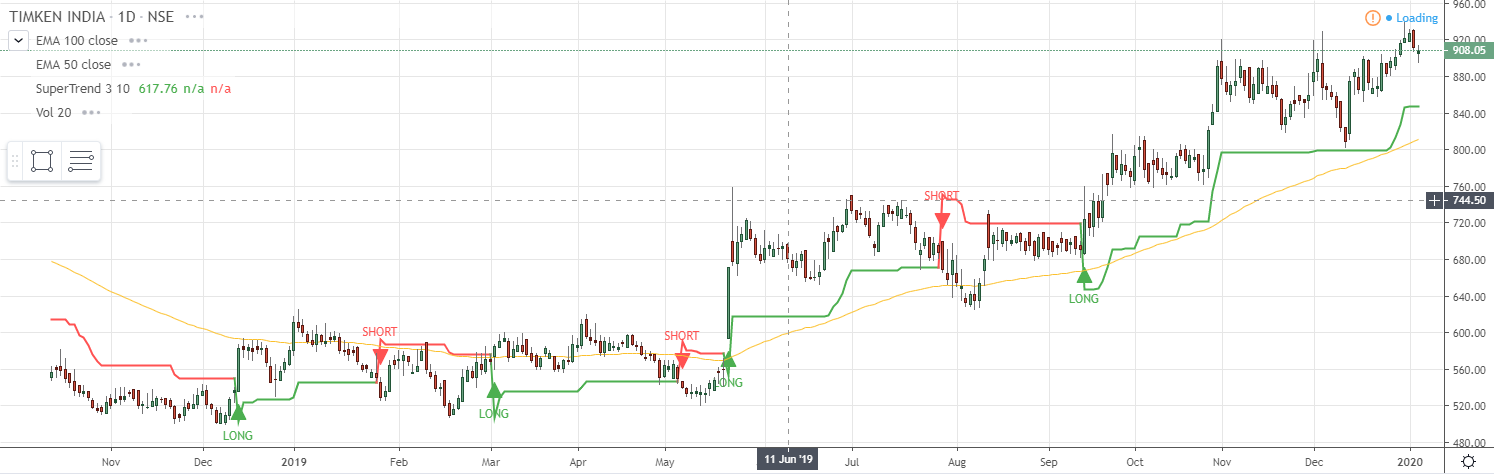 TIMKEN INDIA · 1D · NSE
Loading
EMA 100 close
EMA 50 close
SuperTrend 3 10 617.76 n/a n/a
Vol 20
960.00
920.00
908.05
880.00
840.00
800.00
760.00
744.50
720.00
680.00
640.00
600.00
560.00
520.00
480.00
SHORT
SHORT
SHORT
LONG
LONG
LONG
LONG
Nov Dec 2019 Feb Mar Apr May 11 Jun '19 Jul Aug Sep Oct Nov Dec 2020